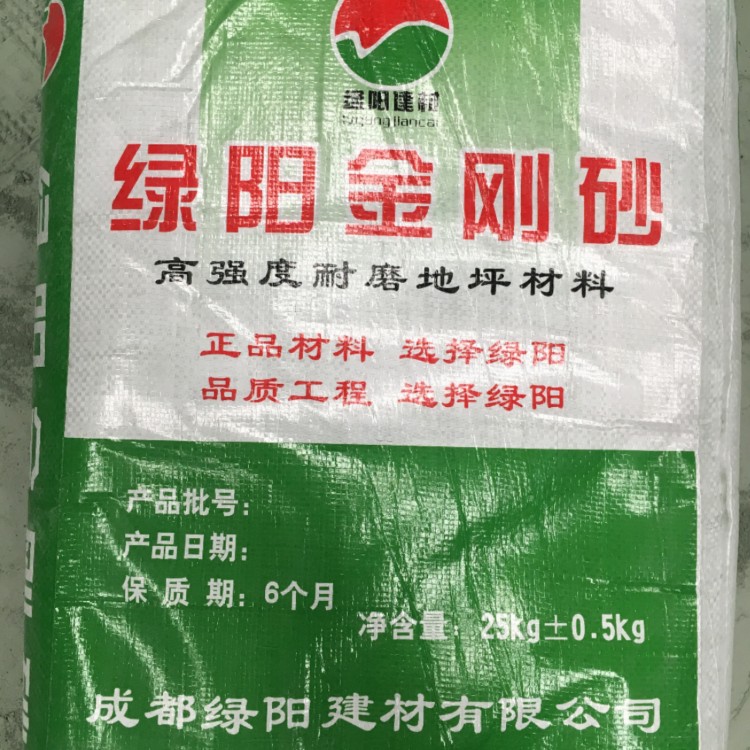 绿阳建材
绿阳金刚砂
高强度耐磨地坪材料
正品材料 选择绿阳
品质工程 选择绿阳
产品批号:
产品日期:
保质期:6个月
净含量:25kg±0.5kg
成都绿阳建材有限公司